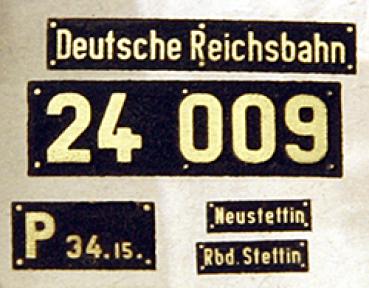 Deutsche Reichsbahn
24 009
P 34.15.
Neustettin
Rbd. Stettin